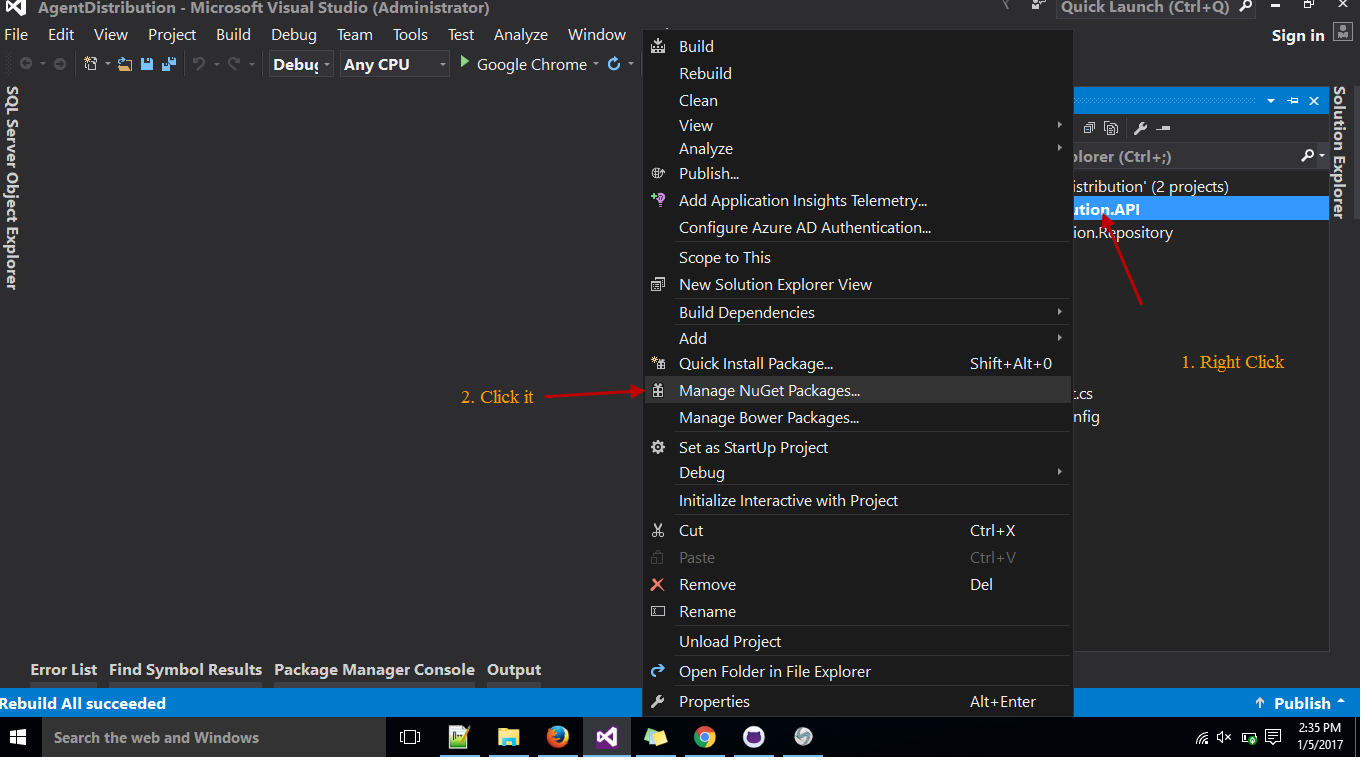 AgentDistribution - Microsoft Visual Studio (Administrator)
Quick Launch (Ctrl+Q)
File Edit View Project Build Debug Team Tools Test Analyze Window
Sign in
Debug Any CPU Google Chrome
SQL Server Object Explorer
Build
Rebuild
Clean
View
Analyze
Publish...
Add Application Insights Telemetry...
Configure Azure AD Authentication...
Scope to This
New Solution Explorer View
Build Dependencies
Add
Quick Install Package... Shift+Alt+0
Manage NuGet Packages...
Manage Bower Packages...
Set as StartUp Project
Debug
Initialize Interactive with Project
Cut Ctrl+X
Paste Ctrl+V
Remove Del
Rename
Unload Project
Open Folder in File Explorer
Properties Alt+Enter
plorer (Ctrl+;)
istribution' (2 projects)
ution.API
ion.Repository
t.cs
nfig
Solution Explorer
1. Right Click
2. Click it
Error List Find Symbol Results Package Manager Console Output
Rebuild All succeeded
Publish
Search the web and Windows
2:35 PM
1/5/2017